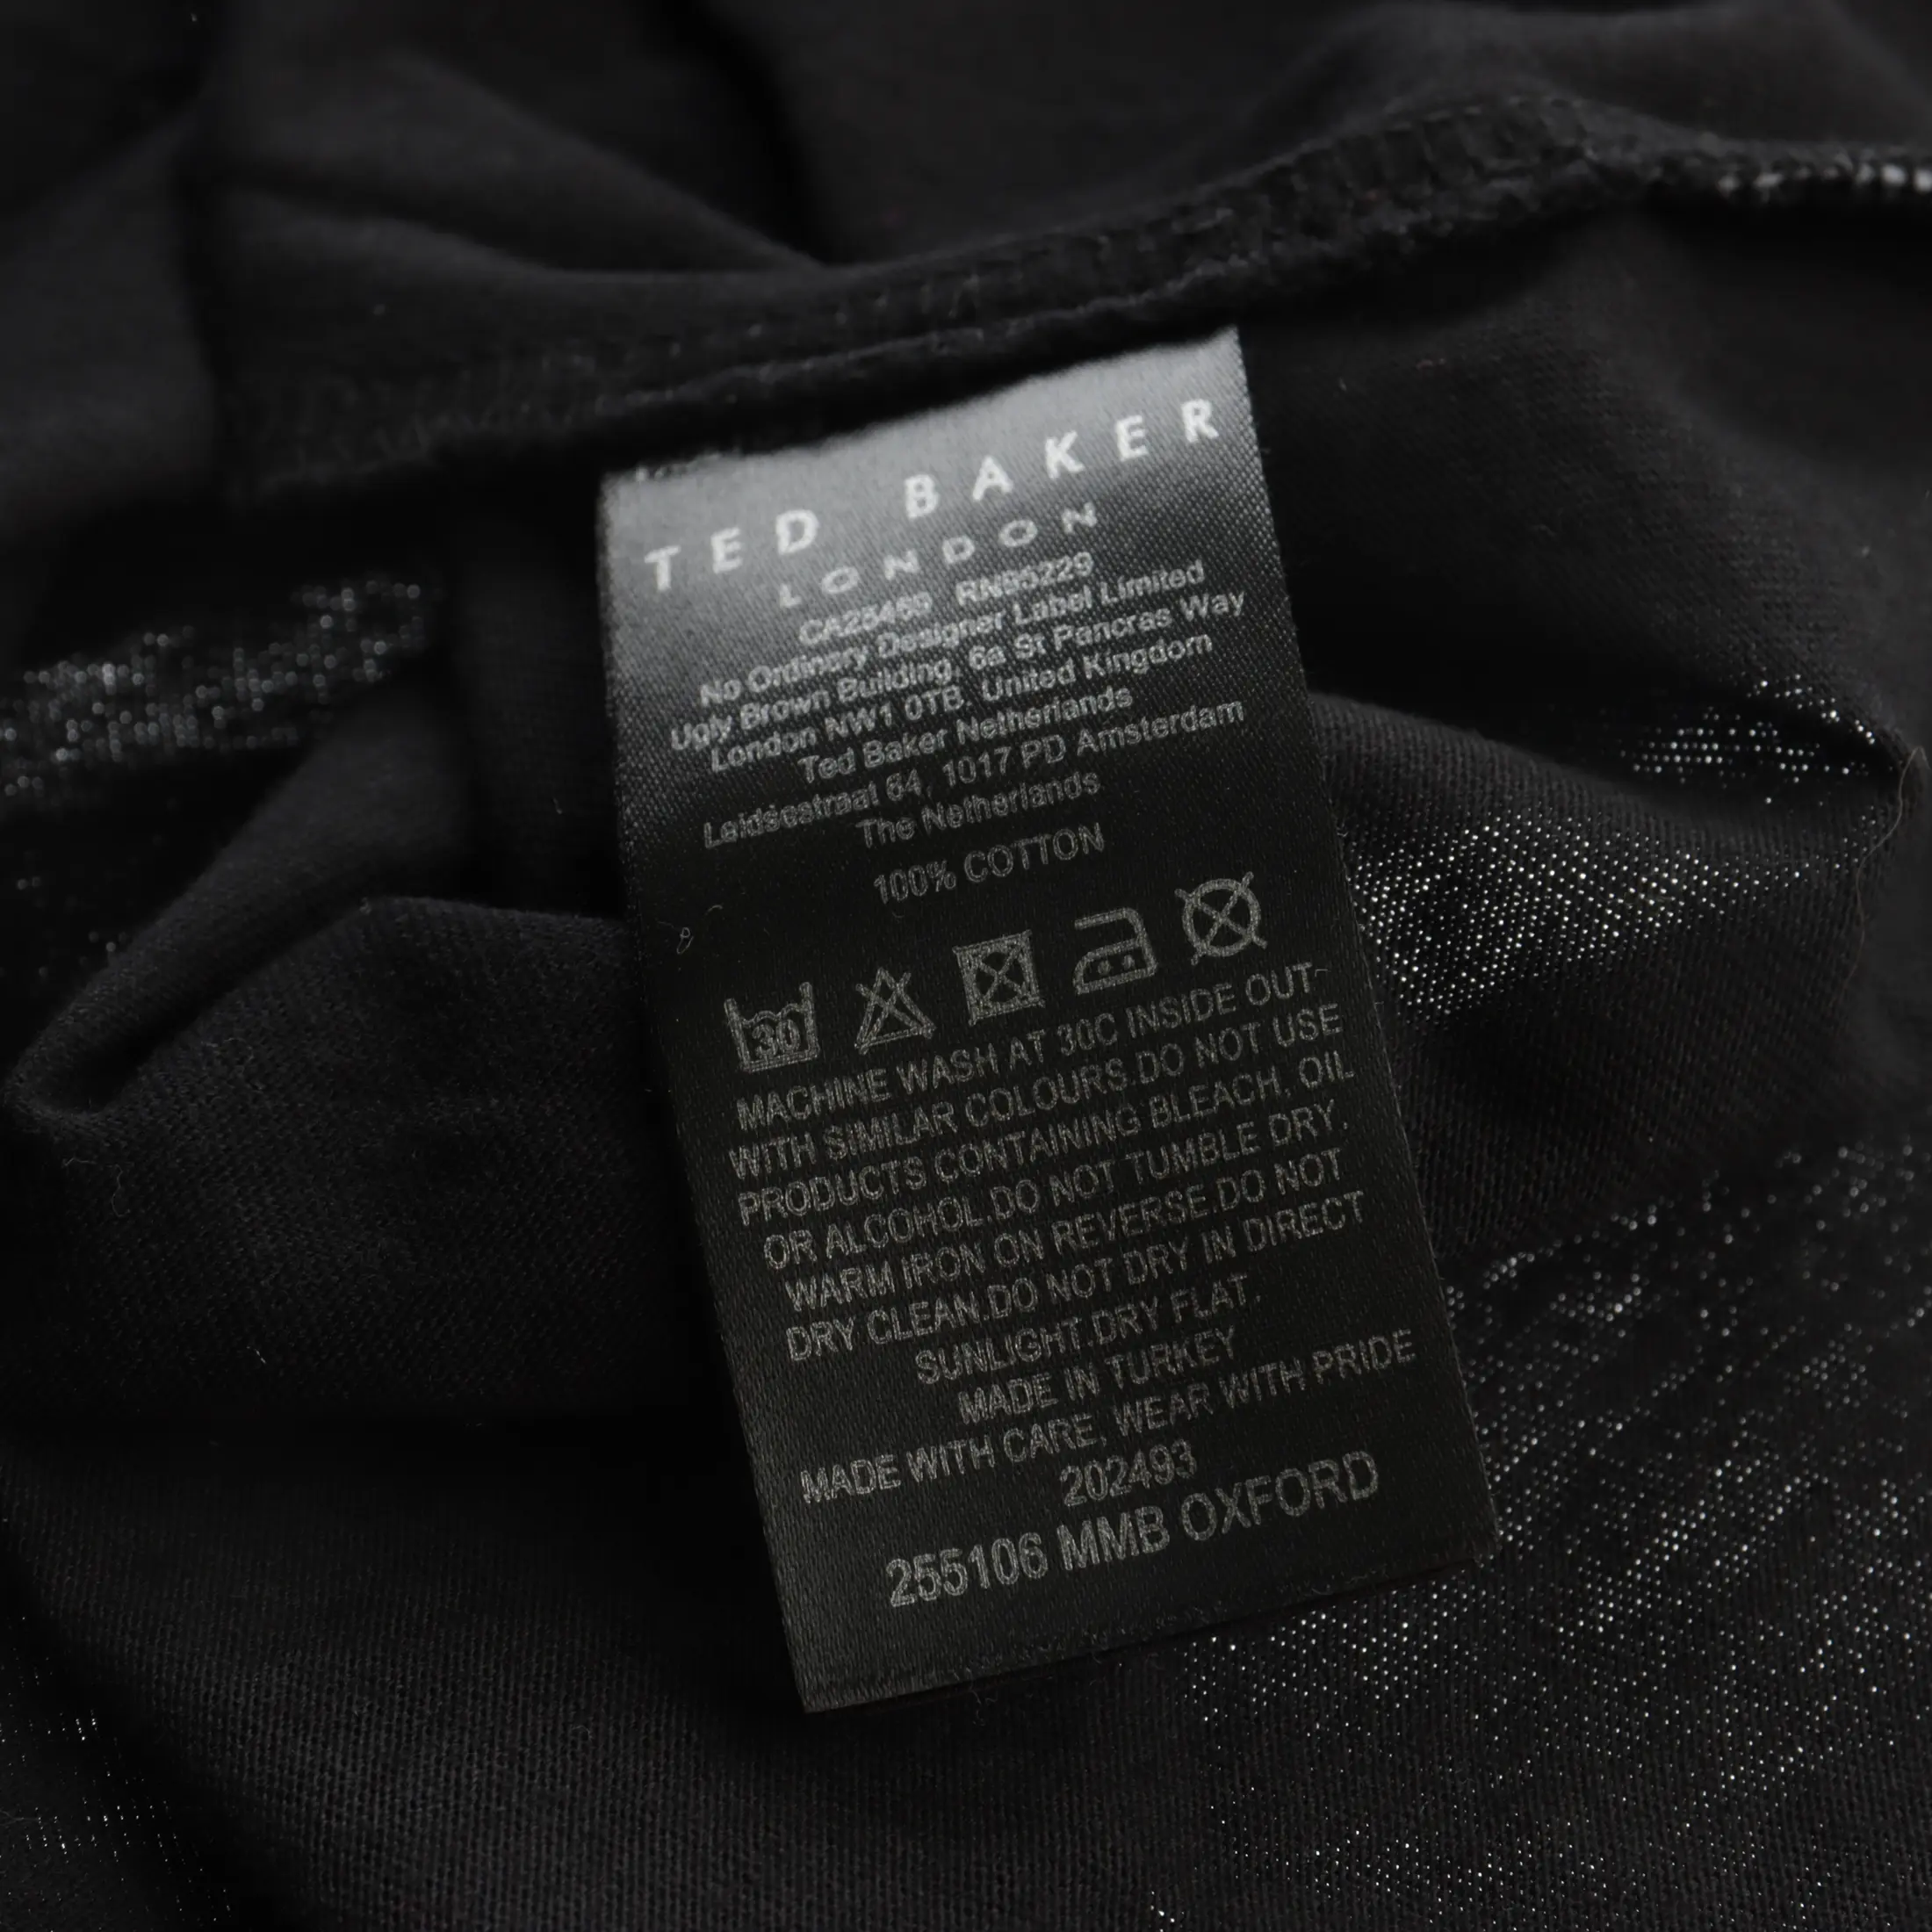 TED BAKER
LONDON
CA25466 RN95229
No Ordinary Designer Label Limited
Ugly Brown Building, 6a St Pancras Way
London NW1 0TB. United Kingdom
Ted Baker Netherlands
Leidsestraat 64, 1017 PD Amsterdam
The Netherlands
100% COTTON
30
MACHINE WASH AT 30C INSIDE OUT
WITH SIMILAR COLOURS.DO NOT USE
PRODUCTS CONTAINING BLEACH, OIL
OR ALCOHOL.DO NOT TUMBLE DRY.
WARM IRON ON REVERSE.DO NOT
DRY CLEAN.DO NOT DRY IN DIRECT
SUNLIGHT.DRY FLAT.
MADE IN TURKEY
MADE WITH CARE, WEAR WITH PRIDE
202493
255106 MMB OXFORD